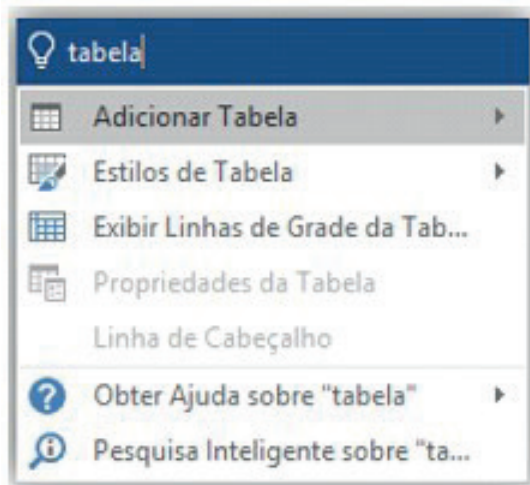 tabela
Adicionar Tabela
Estilos de Tabela
Exibir Linhas de Grade da Tab...
Propriedades da Tabela
Linha de Cabeçalho
Obter Ajuda sobre "tabela"
Pesquisa Inteligente sobre "ta...